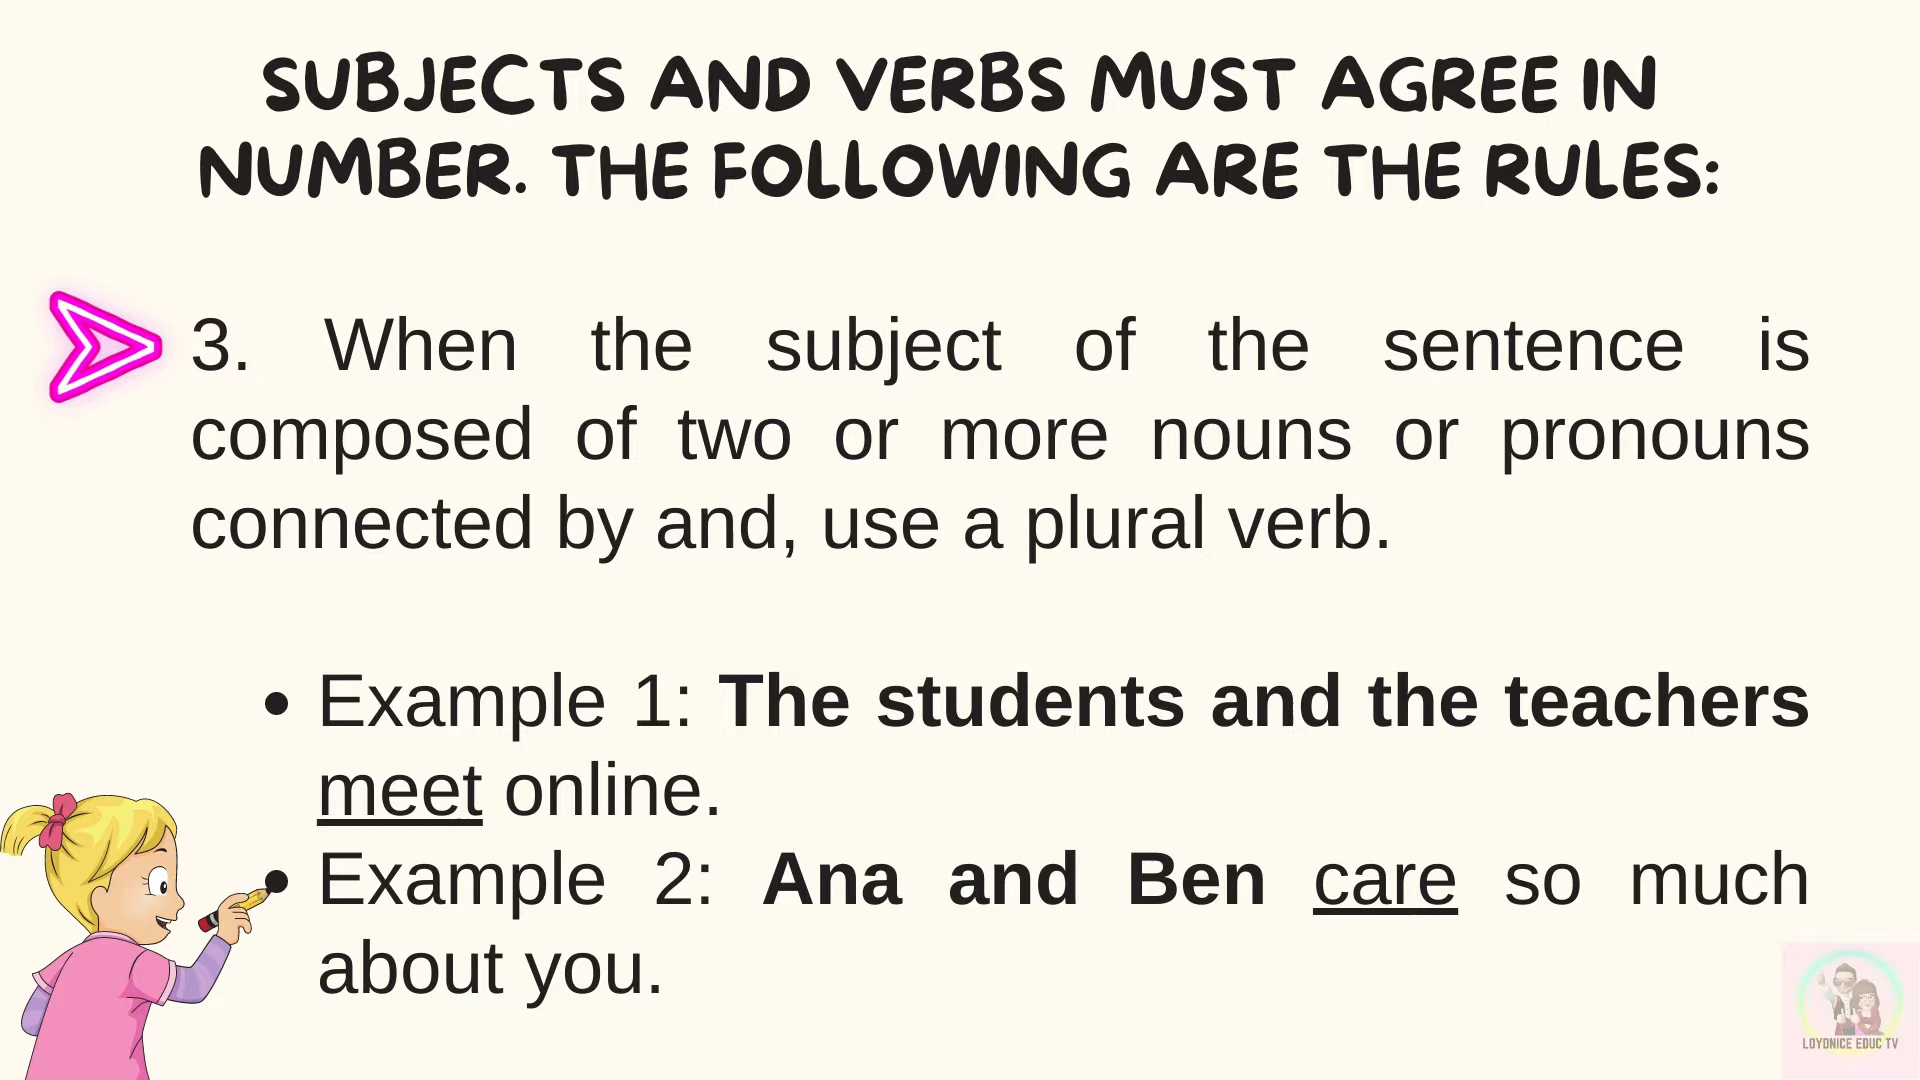 SUBJECTS AND VERBS MUST AGREE IN
NUMBER. THE FOLLOWING ARE THE RULES:
3. When the subject of the sentence is
composed of two or more nouns or pronouns
connected by and, use a plural verb.
• Example 1: The students and the teachers
meet online.
• Example 2: Ana and Ben care so much
about you.
LOYDNICE EDUC TV